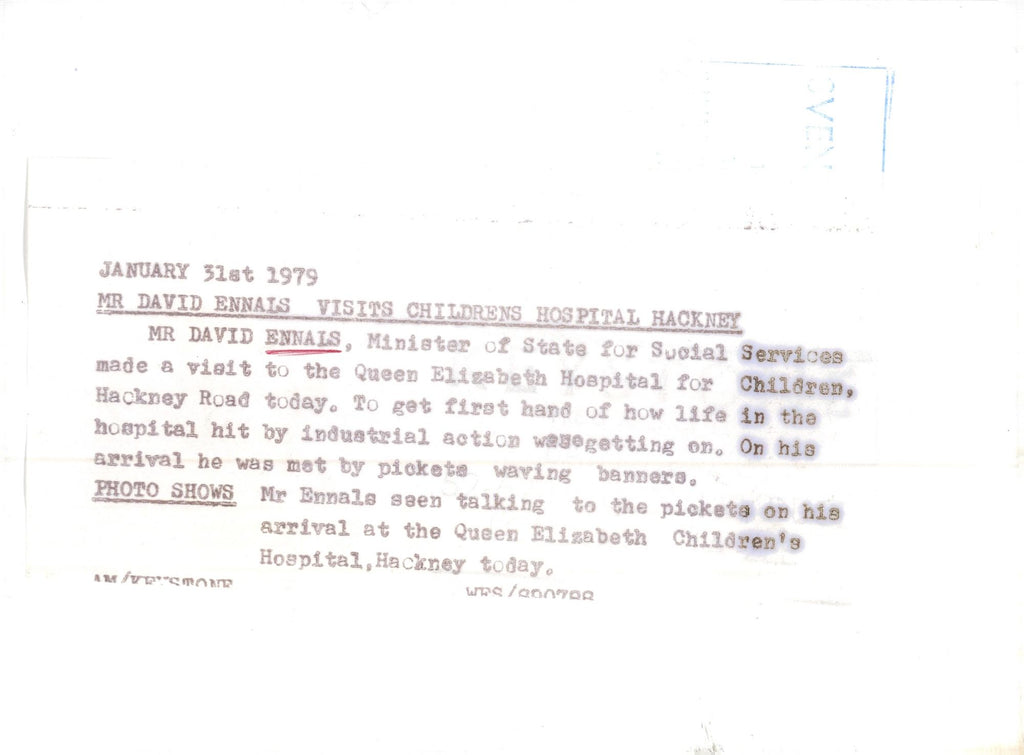 JANUARY 31st 1979
MR DAVID ENNALS VISITS CHILDRENS HOSPITAL HACKNEY
MR DAVID ENNALS, Minister of State for Social Services
made a visit to the Queen Elizabeth Hospital for Children,
Hackney Road today. To get first hand of how life in the
hospital hit by industrial action was getting on. On his
arrival he was met by pickets waving banners.
PHOTO SHOWS Mr Ennals seen talking to the pickets on his
arrival at the Queen Elizabeth Children's
Hospital,Hackney today.
AM/KEYSTONE